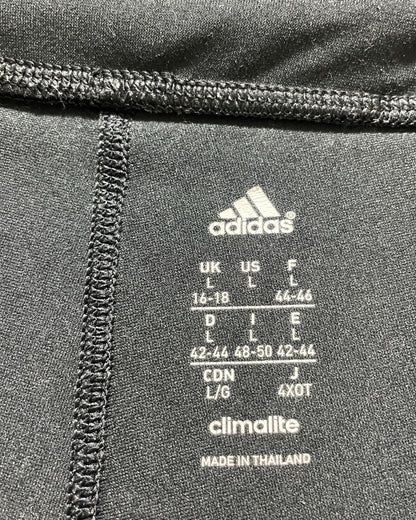 adidas®
UK US F
L L L
16-18 44-46
D I E
L L L
42-44 48-50 42-44
CDN J
L/G 4XOT
climalite
MADE IN THAILAND